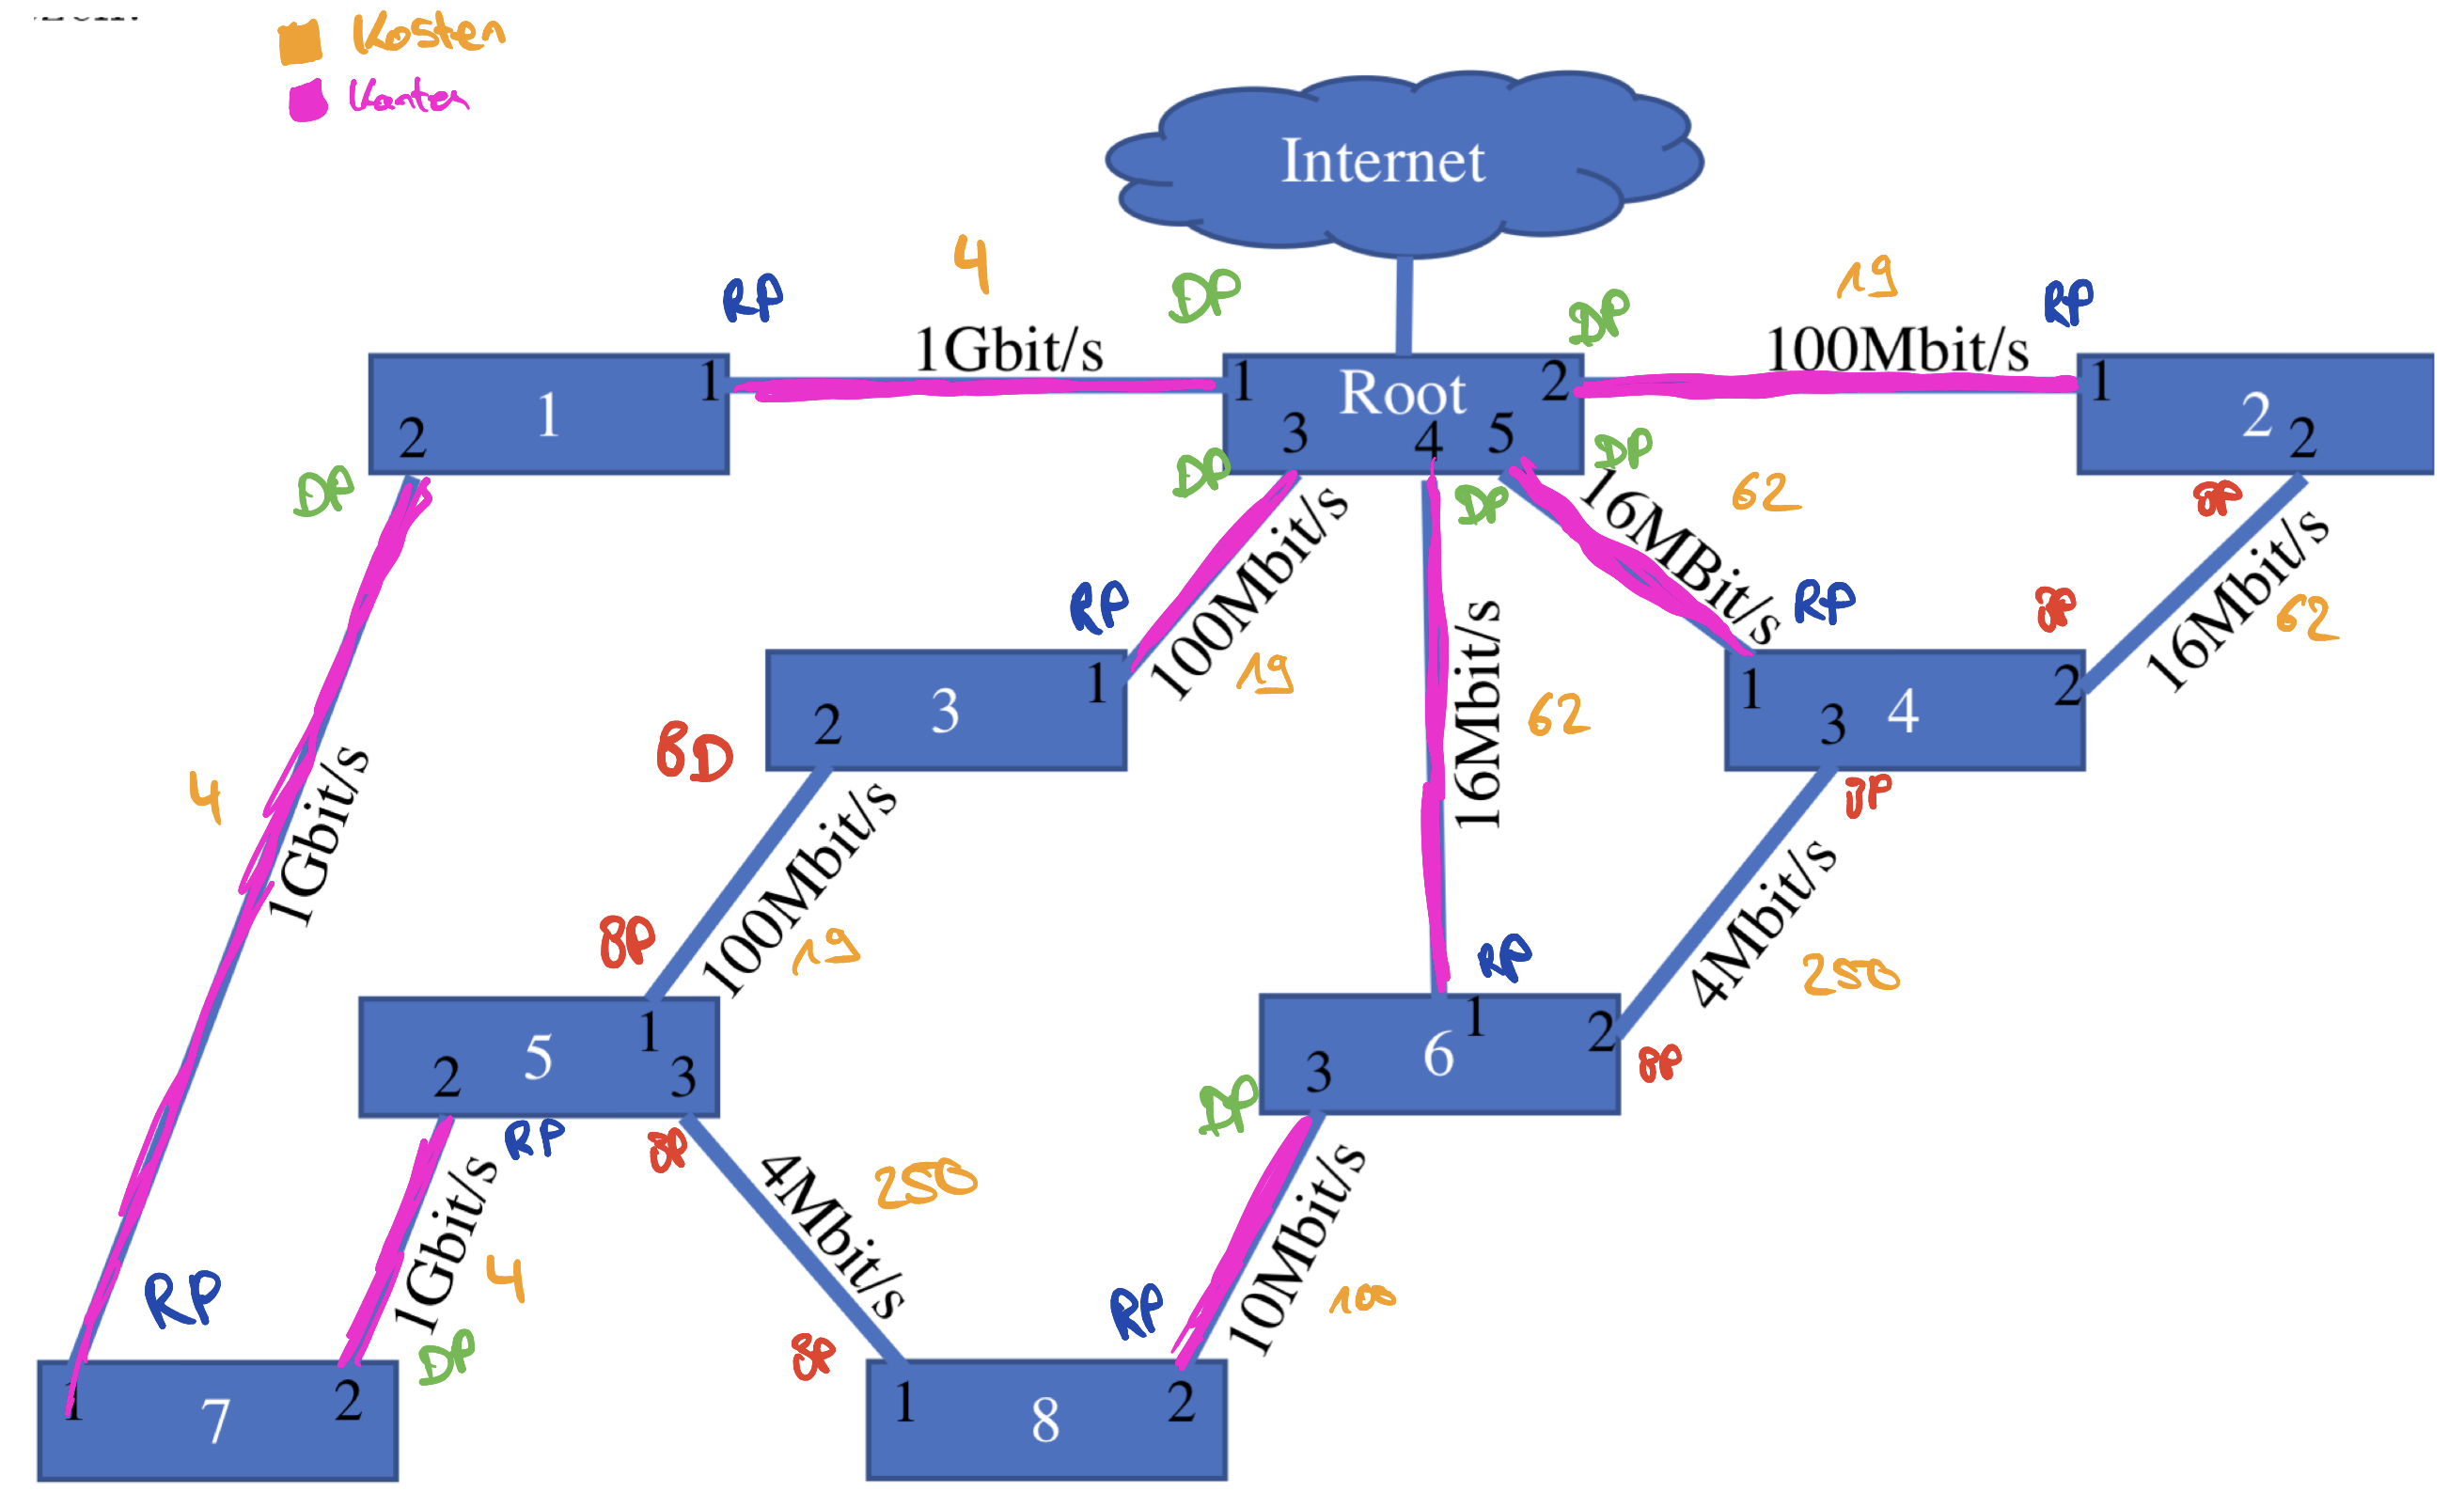 Kosten
Kanten
Internet
4
19
RP
DP
DP
RP
1Gbit/s
100Mbit/s
1
2
1
1
Root
2
3
4
5
1
2
2
DP
DP
DP
DP
62
BP
16MBit/s
100Mbit/s
RP
19
RP
BP
62
16Mbit/s
2
3
1
16Mbit/s
62
1
3
4
2
BD
4
1Gbit/s
100Mbit/s
BP
19
4Mbit/s
250
RP
2
5
1
3
3
6
1
2
BP
DP
RP
BP
1Gbit/s
4
4Mbit/s
250
10Mbit/s
100
RP
DP
BP
RP
1
7
2
1
8
2